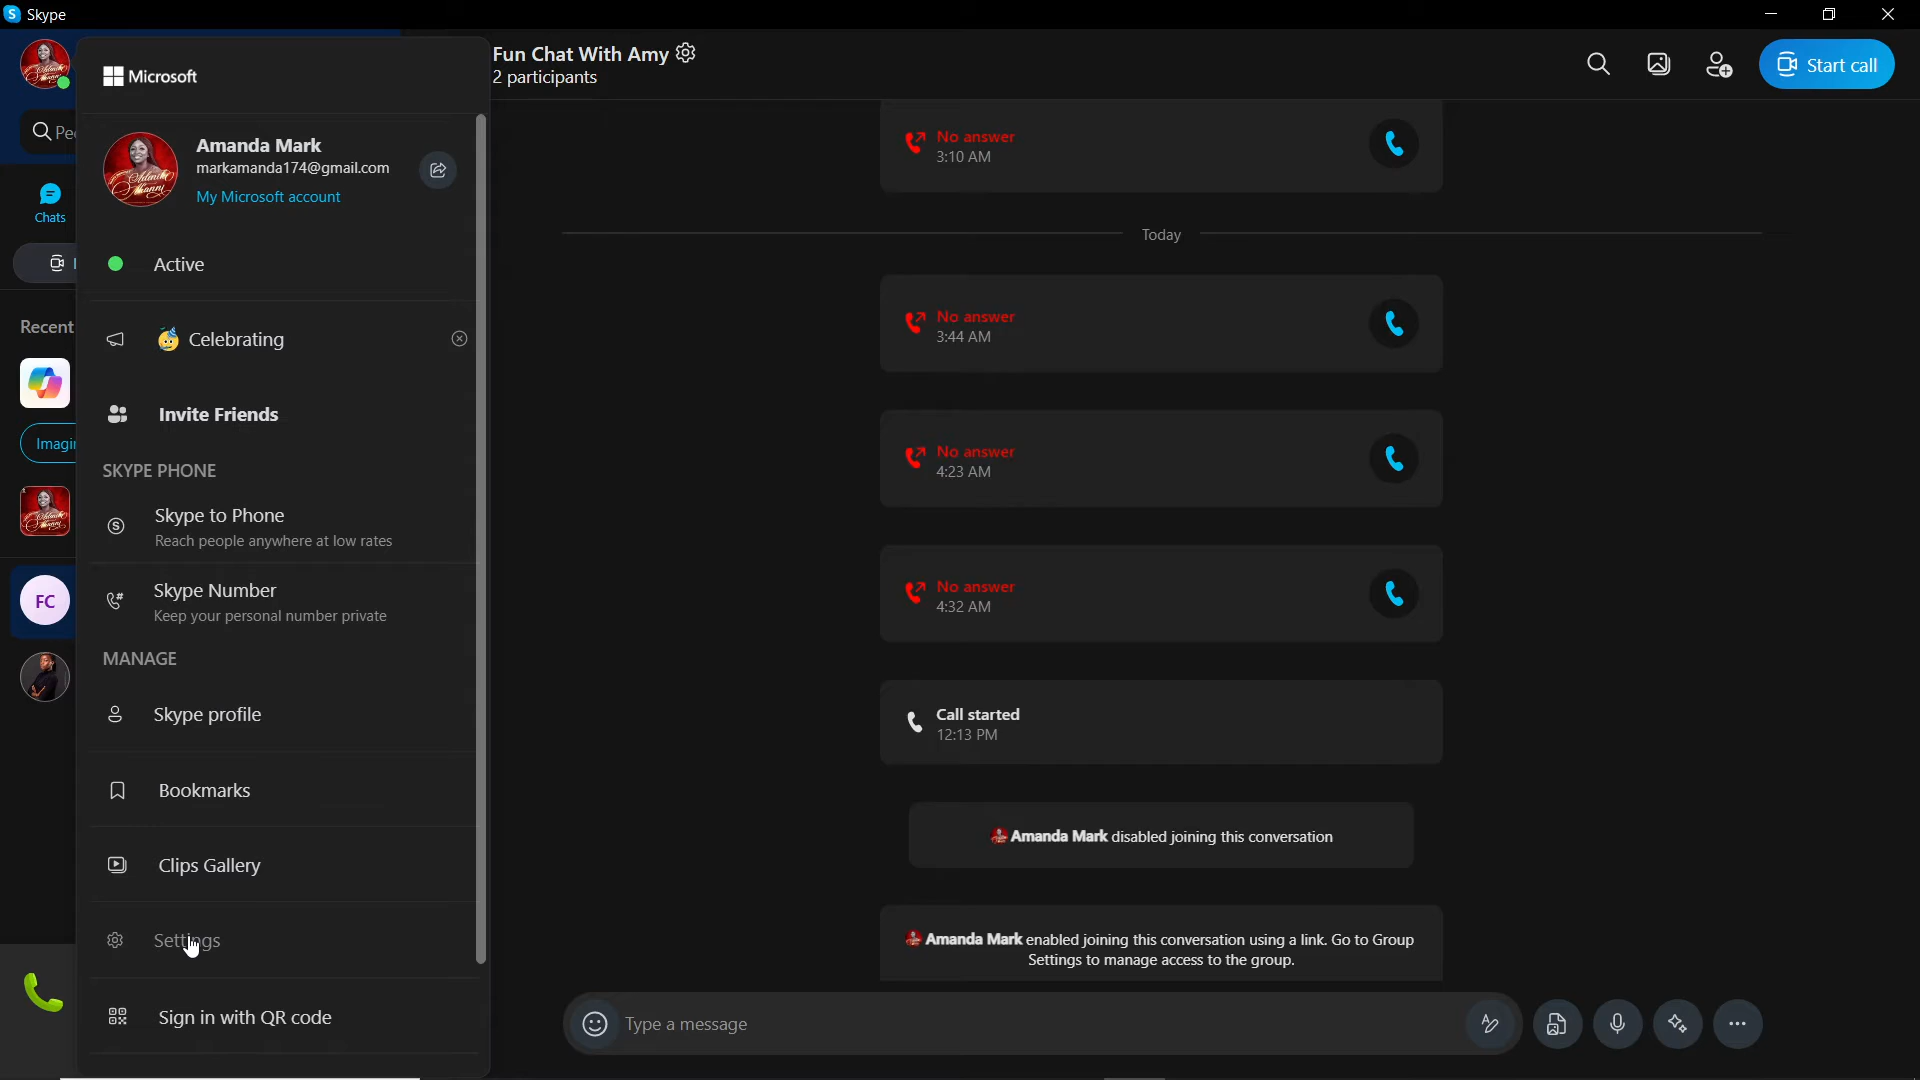 Skype
Microsoft
Amanda Mark
markamanda174@gmail.com
My Microsoft account
Active
Celebrating
Invite Friends
SKYPE PHONE
Skype to Phone
Reach people anywhere at low rates
Skype Number
Keep your personal number private
MANAGE
Skype profile
Bookmarks
Clips Gallery
Settings
Sign in with QR code
Pe
Chats
Recent
Imagi
FC
Fun Chat With Amy
2 participants
Start call
No answer
3:10 AM
Today
No answer
3:44 AM
No answer
4:23 AM
No answer
4:32 AM
Call started
12:13 PM
Amanda Mark disabled joining this conversation
Amanda Mark enabled joining this conversation using a link. Go to Group
Settings to manage access to the group.
Type a message